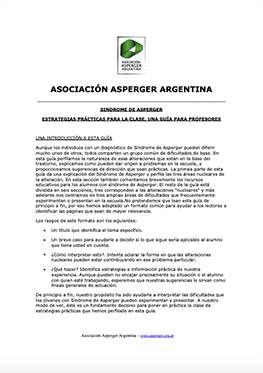 ASOCIACIÓN
ASPERGER
ARGENTINA
ASOCIACIÓN ASPERGER ARGENTINA
SINDROME DE ASPERGER
ESTRATEGIAS PRÁCTICAS PARA LA CLASE, UNA GUÍA PARA PROFESORES
UNA INTRODUCCIÓN A ESTA GUÍA
Aunque los individuos con un diagnóstico de Síndrome de Asperger pueden diferir
mucho unos de otros, todos comparten un grupo común de dificultades de base. En
esta guía perfilamos la naturaleza de esas alteraciones que están en la base del
trastorno, explicamos como pueden dar origen a problemas en la escuela, y
proporcionamos sugerencias de dirección que sean prácticas. La primera parte de esta
guía da una explicación del Síndrome de Asperger y perfila las tres áreas nucleares de
la alteración. En esta sección también comentamos brevemente los recursos
educativos para los alumnos con síndrome de Asperger. El resto de la guía está
dividida en seis secciones, tres corresponden a las alteraciones "nucleares" y más
adelante nos centramos en tres amplias áreas de dificultades que frecuentemente
experimentan o presentan en la escuela.No pretendemos que lean esta guía de
principio a fin, por eso hemos adoptado un formato común para ayudar a los lectores a
identificar las páginas que sean de mayor relevancia.
Los rasgos de este formato son los siguientes:
• Un título que identifica el tema específico.
• Un breve caso para ayudarle a decidir si lo que sigue sería aplicable al alumno
que tiene usted en cuenta.
• ¿Cómo interpretar esto?. Intenta aclarar la forma en que las alteraciones
nucleares pueden estar contribuyendo en ese problema particular.
• ¿Qué hacer? Identifica estrategias e información práctica de nuestra
experiencia. Aunque pueden no encajar precisamente su situación o el alumno
con quien esté trabajando, esperemos que nuestras sugerencias le sirvan como
líneas generales de actuación.
De principio a fin, nuestro propósito ha sido ayudarle a interpretar las dificultades que
los jóvenes con Síndrome de Asperger pueden experimentar y presentar. A nuestro
modo de ver, éste es un fundamento decisivo para poner en práctica la clase de
estrategias prácticas que hemos perfilado en esta guía.
Asociación Asperger Argentina – www.asperger.org.ar